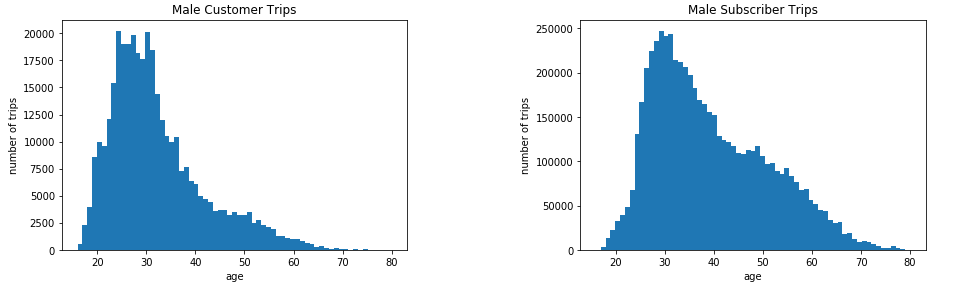 Male Customer Trips
number of trips
20000
17500
15000
12500
10000
7500
5000
2500
0
20 30 40 50 60 70 80
age
Male Subscriber Trips
number of trips
250000
200000
150000
100000
50000
0
20 30 40 50 60 70 80
age